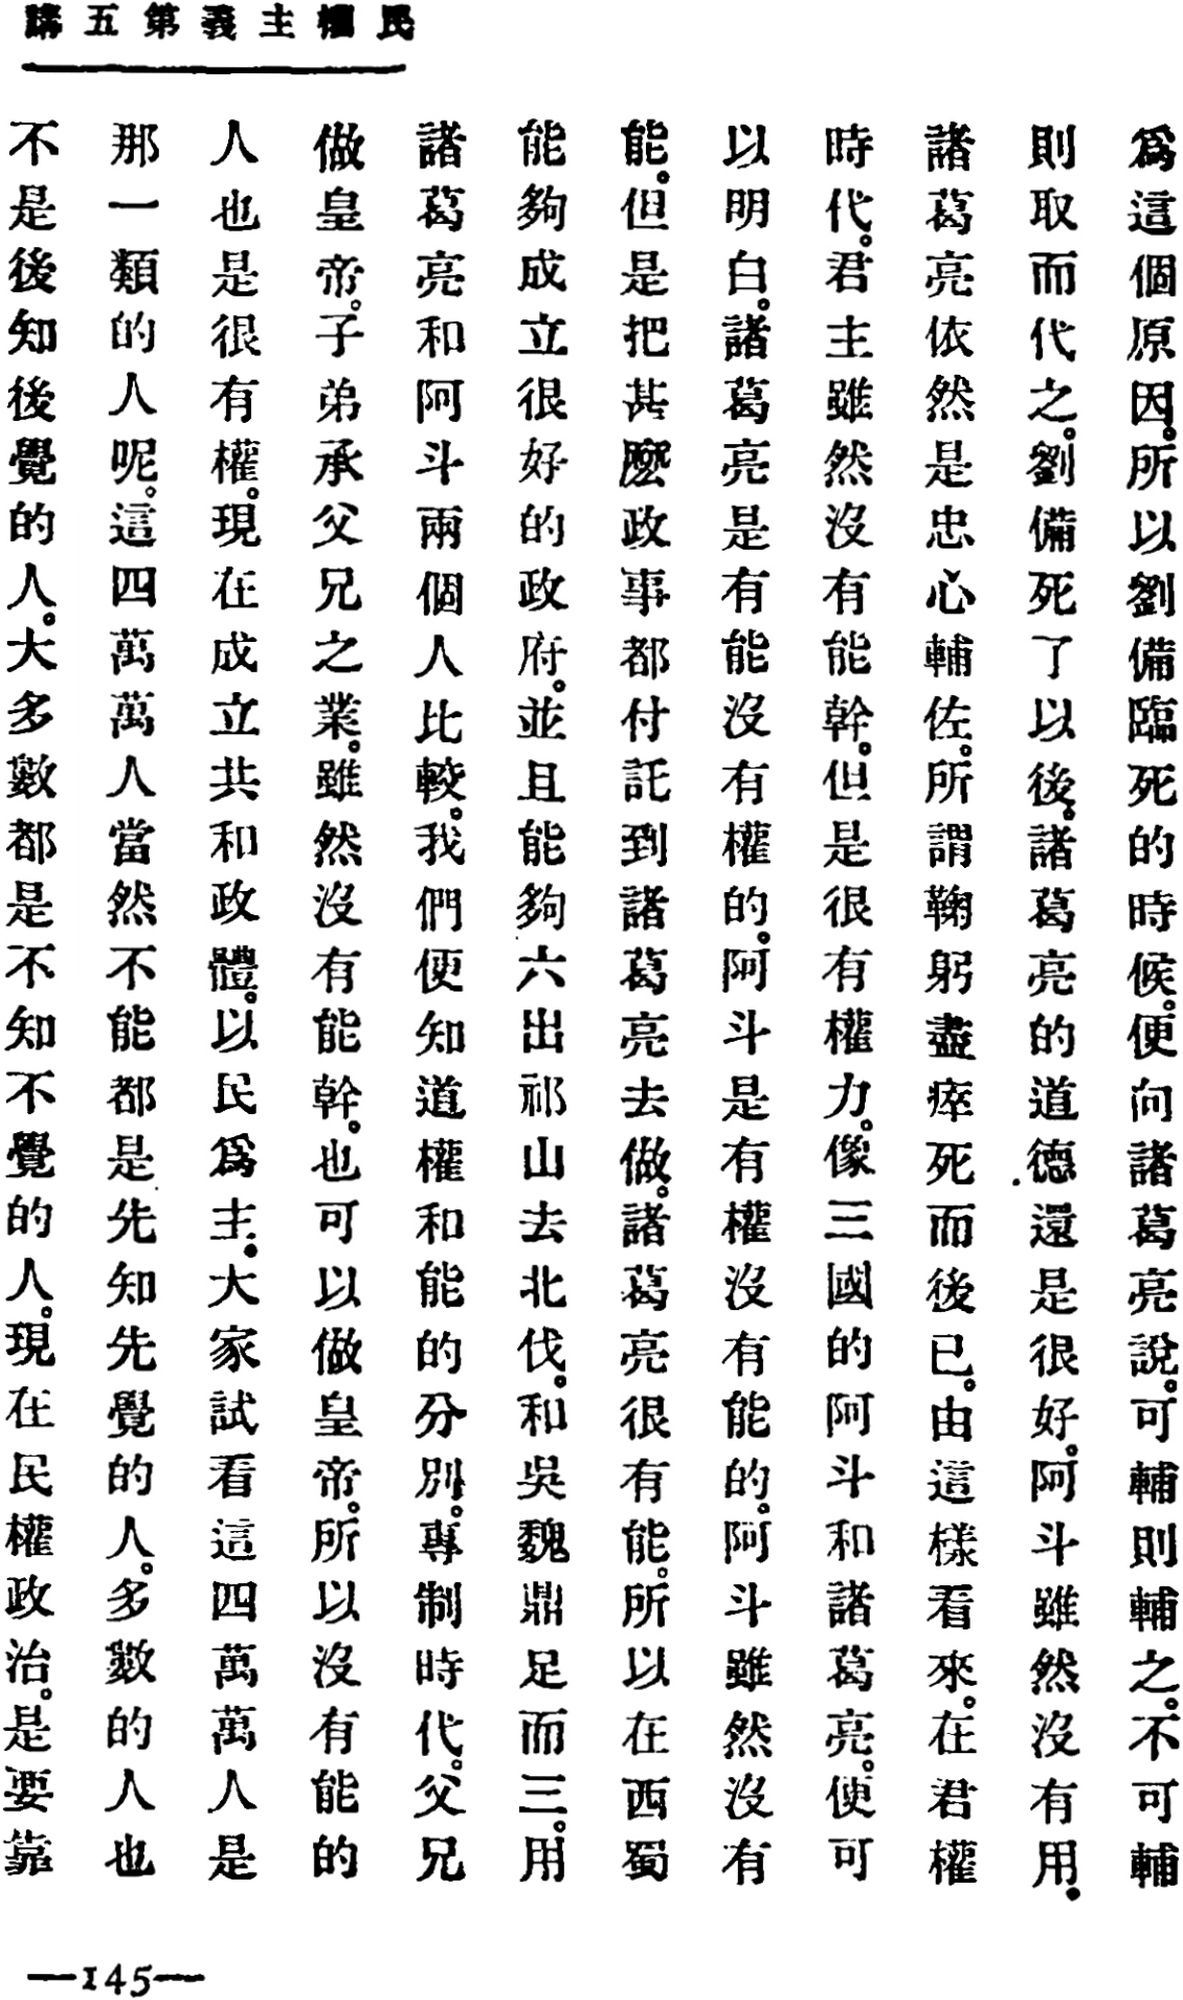 民權主義第五講
爲這個原因。所以劉備臨死的時候。便向諸葛亮說。可輔則輔之。不可輔
則取而代之。劉備死了以後。諸葛亮的道德還是很好。阿斗雖然沒有用。
諸葛亮依然是忠心輔佐。所謂鞠躬盡瘁死而後已。由這樣看來。在君權
時代。君主雖然沒有能幹。但是很有權力。像三國的阿斗和諸葛亮。便可
以明白。諸葛亮是有能沒有權的。阿斗是有權沒有能的。阿斗雖然沒有
能。但是把甚麼政事都付託到諸葛亮去做。諸葛亮很有能。所以在西蜀
能夠成立很好的政府。並且能夠六出祁山去北伐。和吳魏鼎足而三。用
諸葛亮和阿斗兩個人比較。我們便知道權和能的分別。專制時代。父兄
做皇帝。子弟承父兄之業。雖然沒有能幹。也可以做皇帝。所以沒有能的
人也是很有權。現在成立共和政體。以民爲主。大家試看這四萬萬人是
那一類的人呢。這四萬萬人當然不能都是先知先覺的人。多數的人也
不是後知後覺的人。大多數都是不知不覺的人。現在民權政治。是要靠
—145—